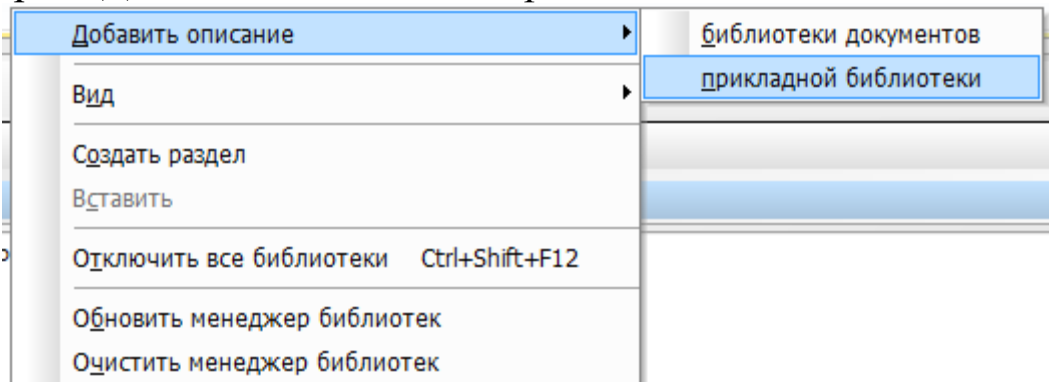 Добавить описание
библиотеки документов
прикладной библиотеки
Вид
Создать раздел
Вставить
Отключить все библиотеки Ctrl+Shift+F12
Обновить менеджер библиотек
Очистить менеджер библиотек